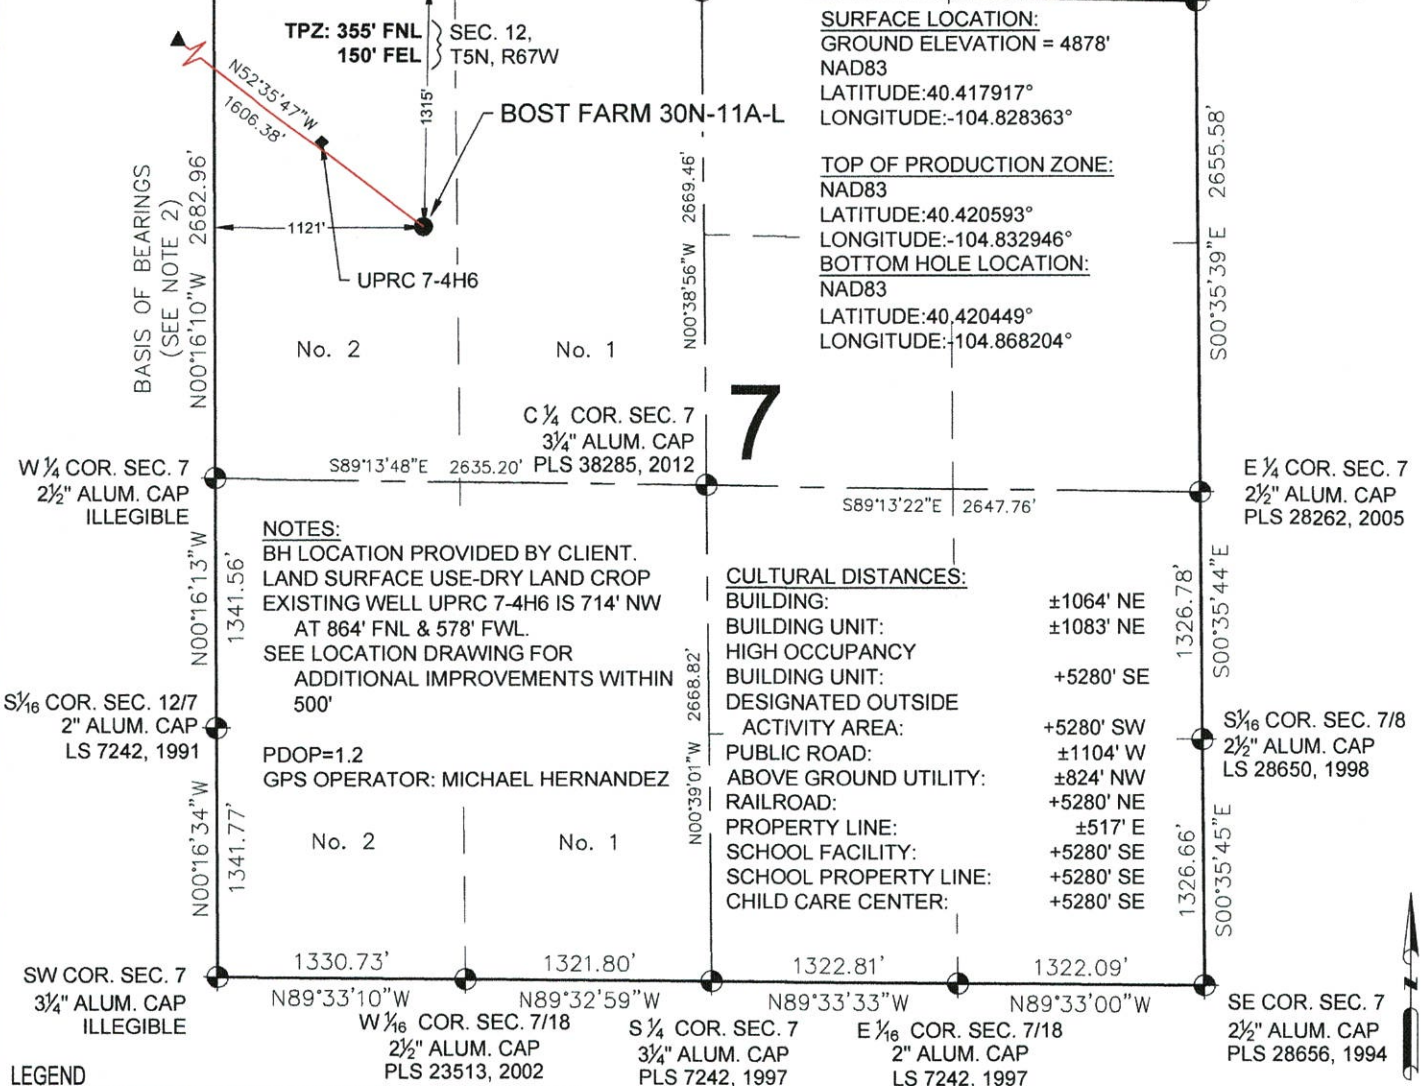 TPZ: 355' FNL
150' FEL
SEC. 12,
T5N, R67W
N52°35'47"W
1606.38'
1315'
BOST FARM 30N-11A-L
1121'
UPRC 7-4H6
BASIS OF BEARINGS
(SEE NOTE 2)
N00°16'10"W 2682.96'
No. 2
No. 1
N00°38'56"W 2669.46'
SURFACE LOCATION:
GROUND ELEVATION = 4878'
NAD83
LATITUDE:40.417917°
LONGITUDE:-104.828363°
TOP OF PRODUCTION ZONE:
NAD83
LATITUDE:40.420593°
LONGITUDE:-104.832946°
BOTTOM HOLE LOCATION:
NAD83
LATITUDE:40.420449°
LONGITUDE:-104.868204°
S00°35'39"E 2655.58'
7
C 1/4 COR. SEC. 7
3¼" ALUM. CAP
PLS 38285, 2012
W 1/4 COR. SEC. 7
2½" ALUM. CAP
ILLEGIBLE
S89°13'48"E 2635.20'
S89°13'22"E 2647.76'
E 1/4 COR. SEC. 7
2½" ALUM. CAP
PLS 28262, 2005
NOTES:
BH LOCATION PROVIDED BY CLIENT.
LAND SURFACE USE-DRY LAND CROP
EXISTING WELL UPRC 7-4H6 IS 714' NW
AT 864' FNL & 578' FWL.
SEE LOCATION DRAWING FOR
ADDITIONAL IMPROVEMENTS WITHIN
500'
PDOP=1.2
GPS OPERATOR: MICHAEL HERNANDEZ
N00°16'13"W
1341.56'
S1/16 COR. SEC. 12/7
2" ALUM. CAP
LS 7242, 1991
N00°16'34"W
1341.77'
No. 2
No. 1
N00°39'01"W 2668.82'
CULTURAL DISTANCES:
BUILDING: ±1064' NE
BUILDING UNIT: ±1083' NE
HIGH OCCUPANCY
BUILDING UNIT: +5280' SE
DESIGNATED OUTSIDE
ACTIVITY AREA: +5280' SW
PUBLIC ROAD: ±1104' W
ABOVE GROUND UTILITY: ±824' NW
RAILROAD: +5280' NE
PROPERTY LINE: ±517' E
SCHOOL FACILITY: +5280' SE
SCHOOL PROPERTY LINE: +5280' SE
CHILD CARE CENTER: +5280' SE
1326.78'
S00°35'44"E
S1/16 COR. SEC. 7/8
2½" ALUM. CAP
LS 28650, 1998
1326.66'
S00°35'45"E
SW COR. SEC. 7
3¼" ALUM. CAP
ILLEGIBLE
1330.73'
N89°33'10"W
1321.80'
N89°32'59"W
1322.81'
N89°33'33"W
1322.09'
N89°33'00"W
W 1/16 COR. SEC. 7/18
2½" ALUM. CAP
PLS 23513, 2002
S 1/4 COR. SEC. 7
3¼" ALUM. CAP
PLS 7242, 1997
E 1/16 COR. SEC. 7/18
2" ALUM. CAP
LS 7242, 1997
SE COR. SEC. 7
2½" ALUM. CAP
PLS 28656, 1994
N
LEGEND